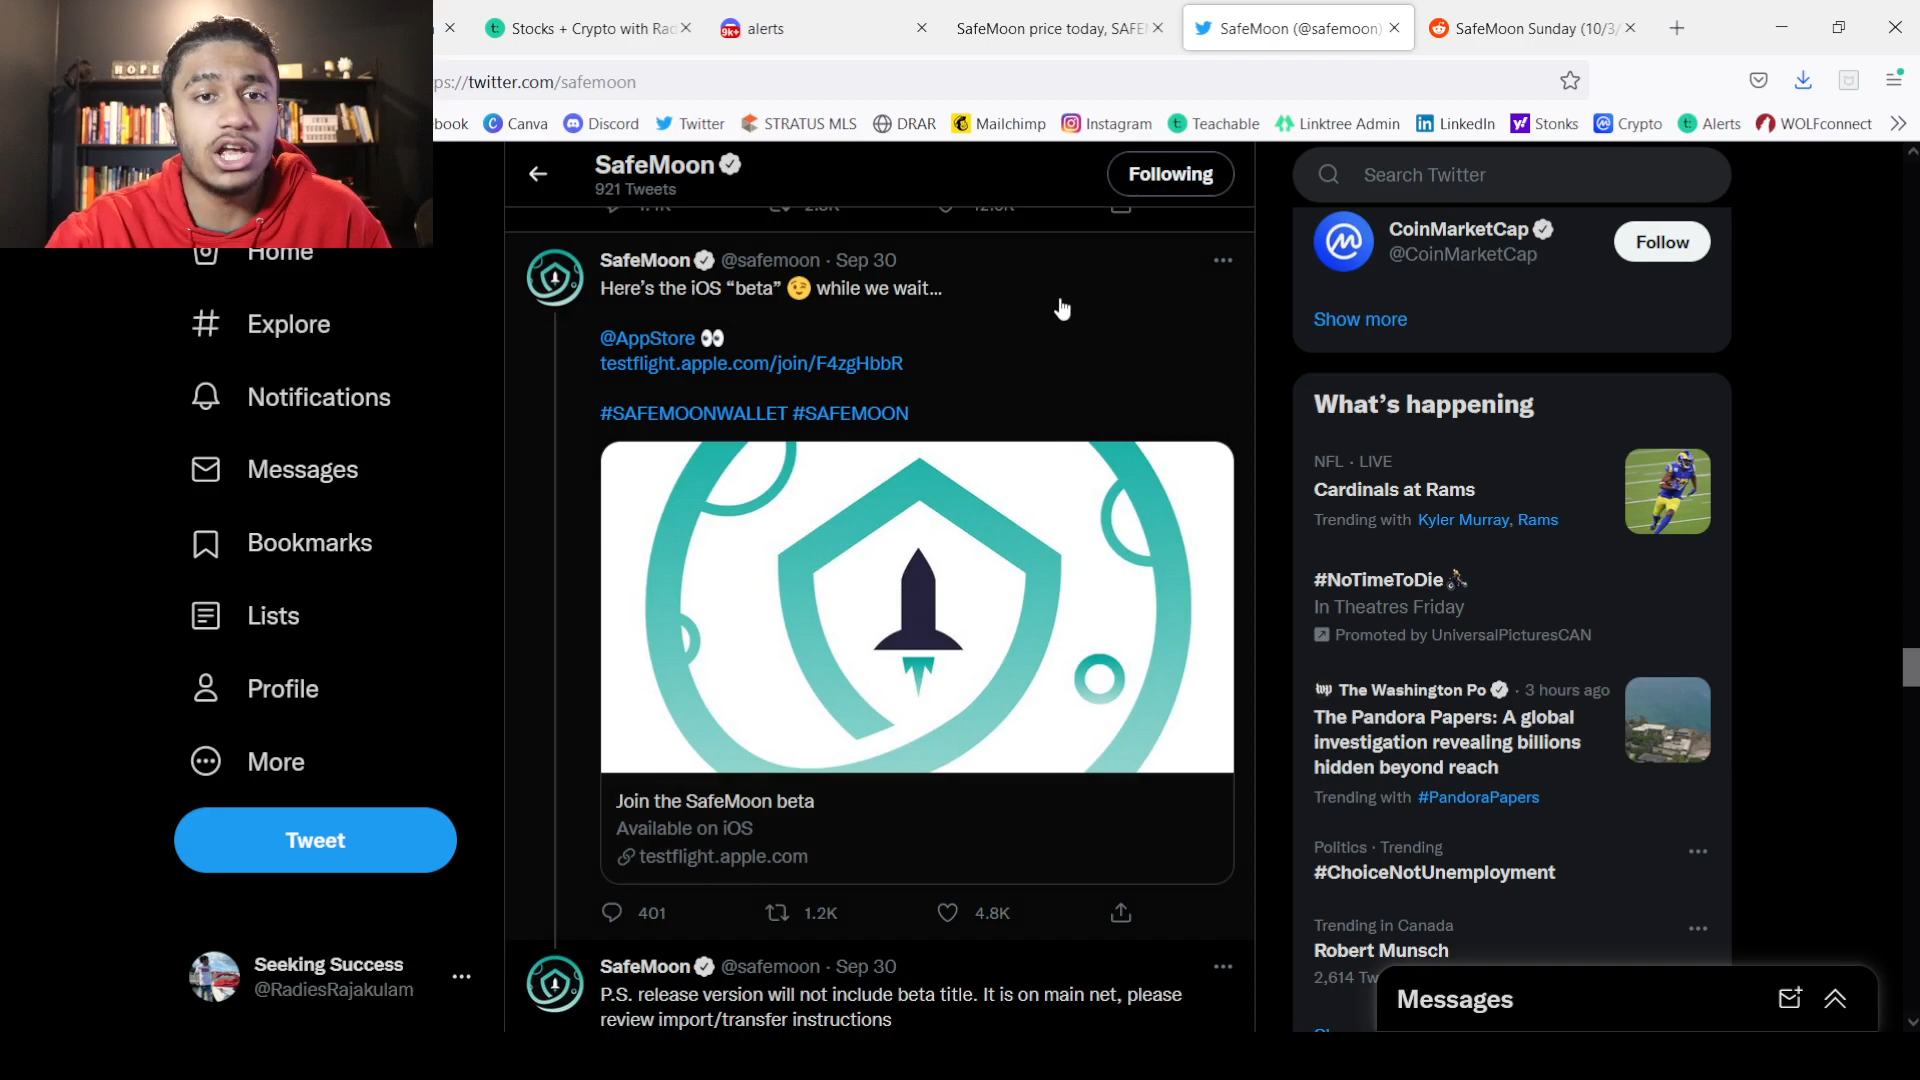 Stocks + Crypto with Rad
alerts
SafeMoon price today, SAFE
SafeMoon (@safemoon)
SafeMoon Sunday (10/3/
ps://twitter.com/safemoon
book
Canva
Discord
Twitter
STRATUS MLS
DRAR
Mailchimp
Instagram
Teachable
Linktree Admin
LinkedIn
Stonks
Crypto
Alerts
WOLFconnect
HOPE
Home
Explore
Notifications
Messages
Bookmarks
Lists
Profile
More
Tweet
Seeking Success
@RadiesRajakulam
SafeMoon
921 Tweets
Following
SafeMoon @safemoon · Sep 30
Here’s the iOS “beta” 😉 while we wait...
@AppStore 👀
testflight.apple.com/join/F4zgHbbR
#SAFEMOONWALLET #SAFEMOON
Join the SafeMoon beta
Available on iOS
testflight.apple.com
401 1.2K 4.8K
SafeMoon @safemoon · Sep 30
P.S. release version will not include beta title. It is on main net, please
review import/transfer instructions
Search Twitter
CoinMarketCap
@CoinMarketCap
Follow
Show more
What’s happening
NFL · LIVE
Cardinals at Rams
Trending with Kyler Murray, Rams
#NoTimeToDie
In Theatres Friday
Promoted by UniversalPicturesCAN
wp The Washington Po · 3 hours ago
The Pandora Papers: A global
investigation revealing billions
hidden beyond reach
Trending with #PandoraPapers
Politics · Trending
#ChoiceNotUnemployment
Trending in Canada
Robert Munsch
2,614 Tw
Messages